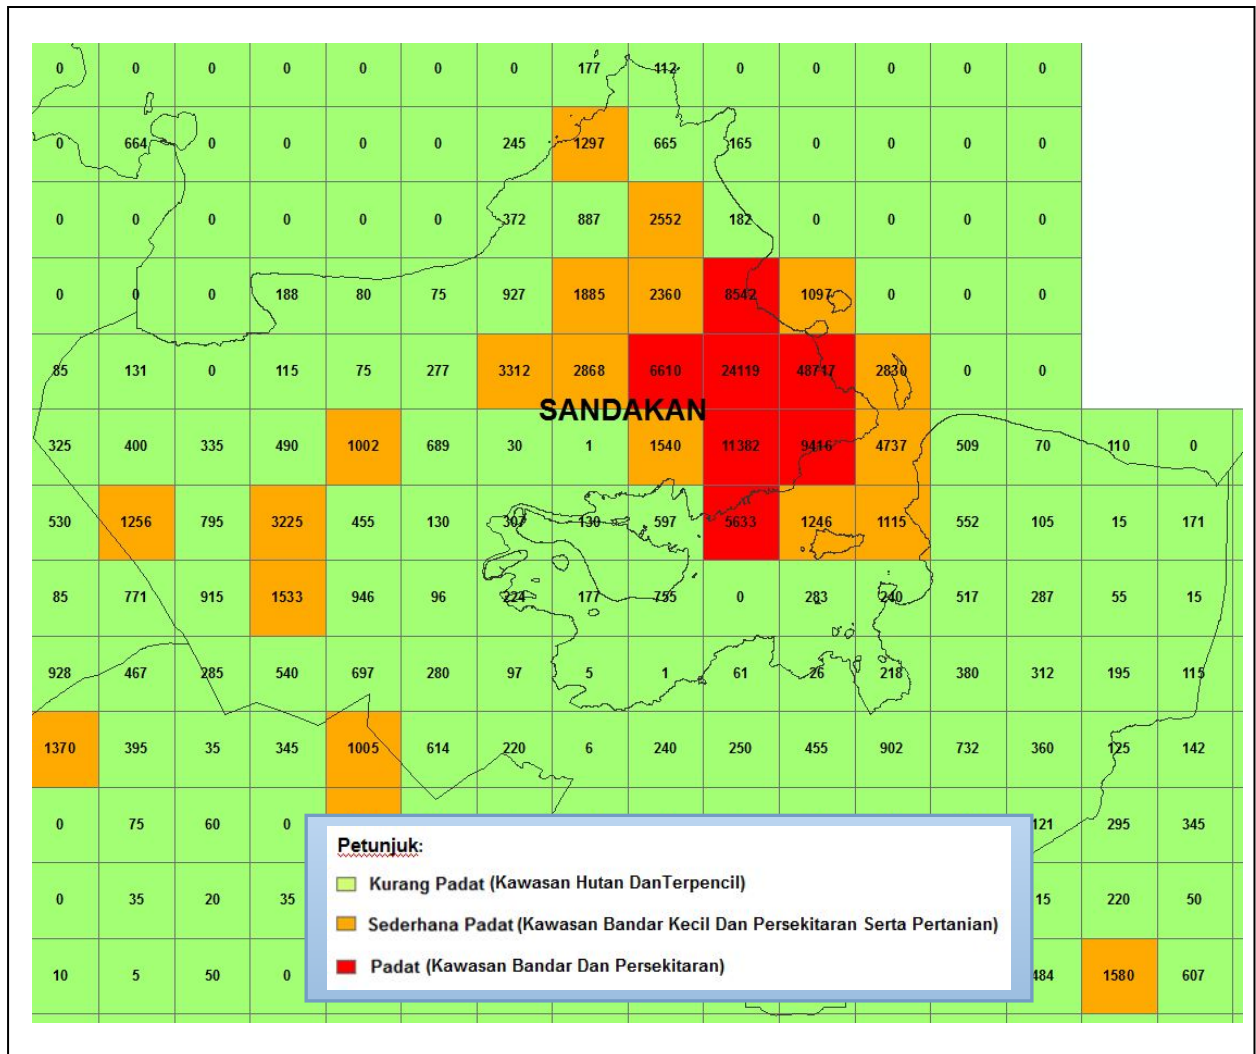 0 0 0 0 0 0 0 177 112 0 0 0 0 0
0 664 0 0 0 0 245 1297 665 165 0 0 0 0
0 0 0 0 0 0 372 887 2552 182 0 0 0 0
0 0 0 188 80 75 927 1885 2360 8542 1097 0 0 0
85 131 0 115 75 277 3312 2868 6610 24119 48717 2830 0 0
SANDAKAN
325 400 335 490 1002 689 30 1 1540 11382 9416 4737 509 70 110 0
530 1256 795 3225 455 130 307 130 597 5633 1246 1115 552 105 15 171
85 771 915 1533 946 96 224 177 755 0 283 240 517 287 55 15
928 467 285 540 697 280 97 5 1 61 26 218 380 312 195 115
1370 395 35 345 1005 614 220 6 240 250 455 902 732 360 125 142
0 75 60 0 121 295 345
0 35 20 35 15 220 50
10 5 50 0 484 1580 607
Petunjuk:
Kurang Padat (Kawasan Hutan DanTerpencil)
Sederhana Padat (Kawasan Bandar Kecil Dan Persekitaran Serta Pertanian)
Padat (Kawasan Bandar Dan Persekitaran)